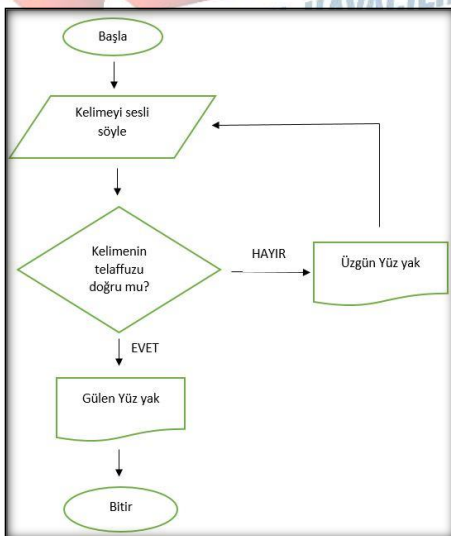 Başla
Kelimeyi sesli
söyle
Kelimenin
telaffuzu
doğru mu?
HAYIR
Üzgün Yüz yak
EVET
Gülen Yüz yak
Bitir